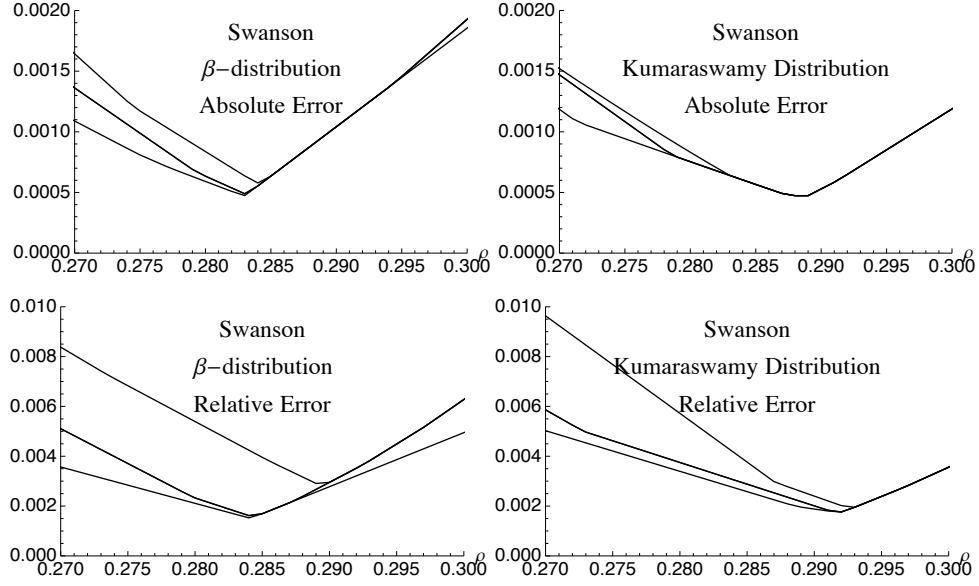 0.0020
Swanson
0.0015
β−distribution
Absolute Error
0.0010
0.0005
0.0000
0.270 0.275 0.280 0.285 0.290 0.295 0.300 ρ
0.0020
Swanson
0.0015
Kumaraswamy Distribution
Absolute Error
0.0010
0.0005
0.0000
0.270 0.275 0.280 0.285 0.290 0.295 0.300 ρ
0.010
Swanson
0.008
β−distribution
0.006
Relative Error
0.004
0.002
0.000
0.270 0.275 0.280 0.285 0.290 0.295 0.300 ρ
0.010
Swanson
0.008
Kumaraswamy Distribution
0.006
Relative Error
0.004
0.002
0.000
0.270 0.275 0.280 0.285 0.290 0.295 0.300 ρ